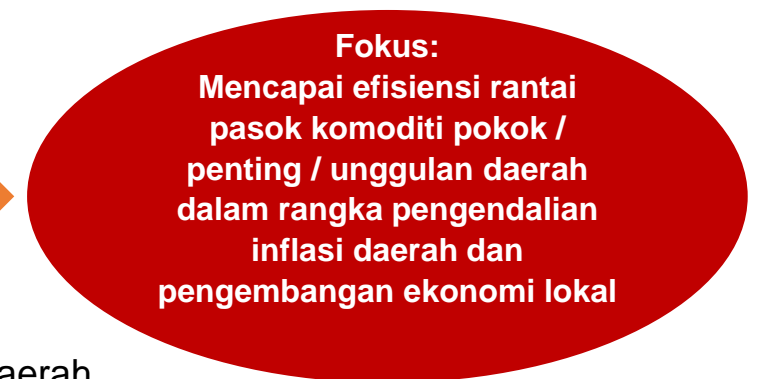 Fokus:
Mencapai efisiensi rantai
pasok komoditi pokok /
penting / unggulan daerah
dalam rangka pengendalian
inflasi daerah dan
pengembangan ekonomi lokal